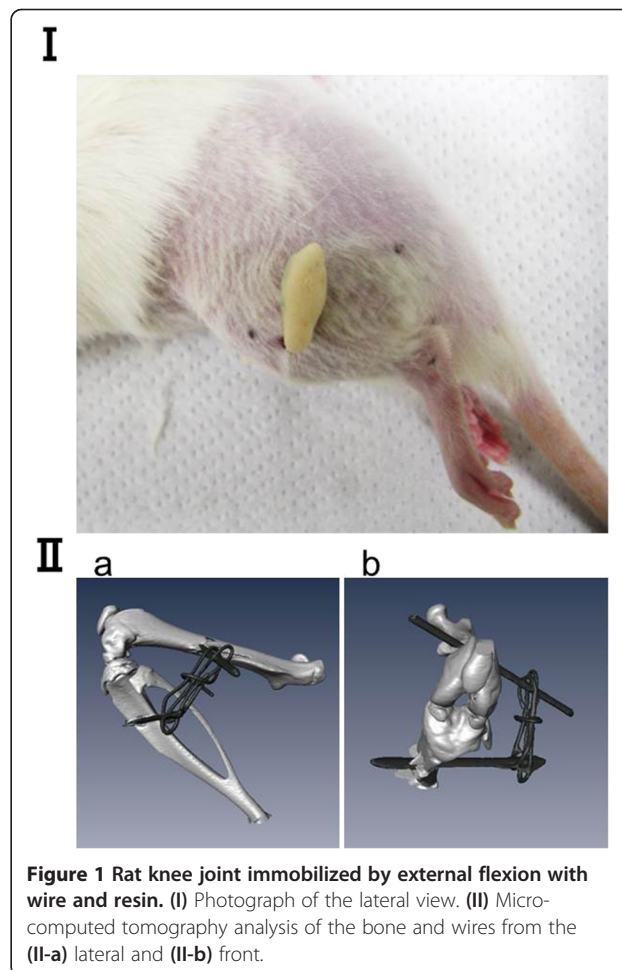 I
II a b
Figure 1 Rat knee joint immobilized by external flexion with
wire and resin. (I) Photograph of the lateral view. (II) Micro-
computed tomography analysis of the bone and wires from the
(II-a) lateral and (II-b) front.